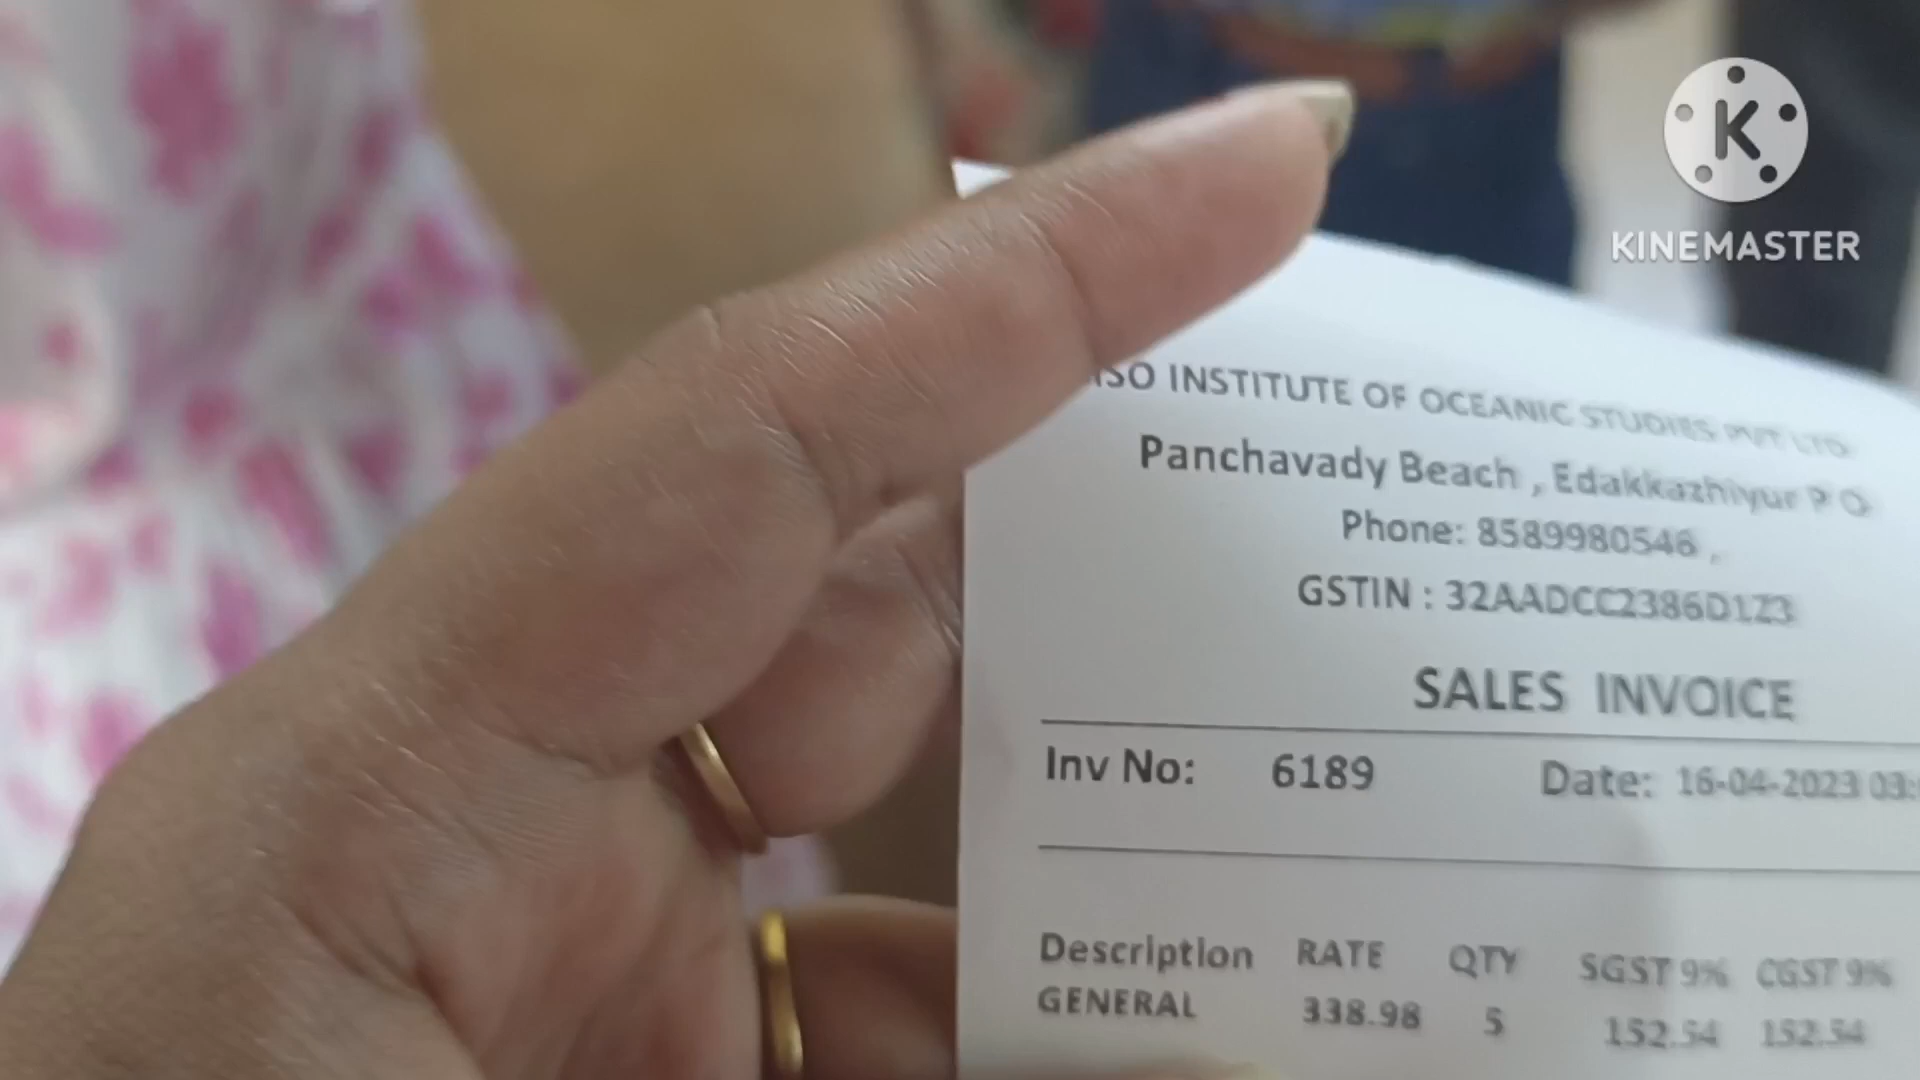 K
KINEMASTER
ISO INSTITUTE OF OCEANIC STUDIES PVT LTD
Panchavady Beach , Edakkazhiyur P O
Phone: 8589980546 ,
GSTIN : 32AADCC2386D1Z3
SALES INVOICE
Inv No: 6189 Date: 16-04-2023 03:
Description RATE QTY SGST 9% CGST 9%
GENERAL 338.98 5 152.54 152.54